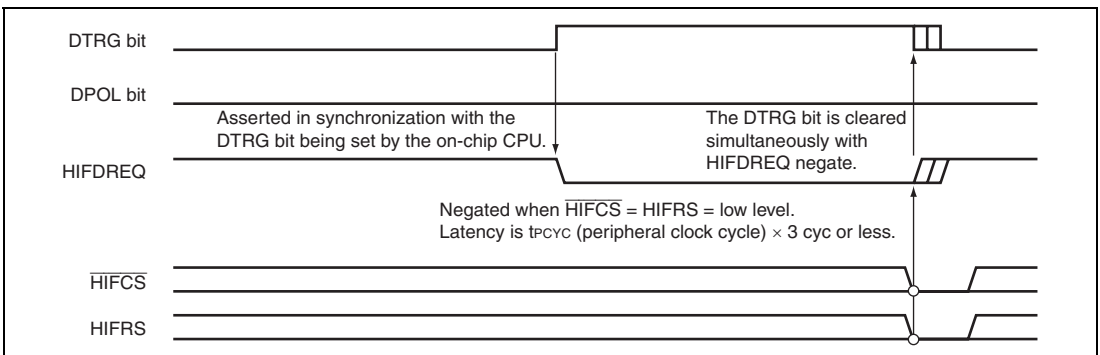 DTRG bit
DPOL bit
Asserted in synchronization with the
DTRG bit being set by the on-chip CPU.
The DTRG bit is cleared
simultaneously with
HIFDREQ negate.
HIFDREQ
Negated when HIFCS = HIFRS = low level.
Latency is tPCYC (peripheral clock cycle) × 3 cyc or less.
HIFCS
HIFRS